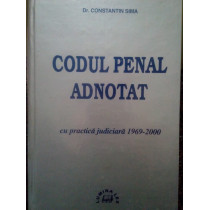 Dr. CONSTANTIN SIMA
CODUL PENAL
ADNOTAT
cu practică judiciară 1969-2000